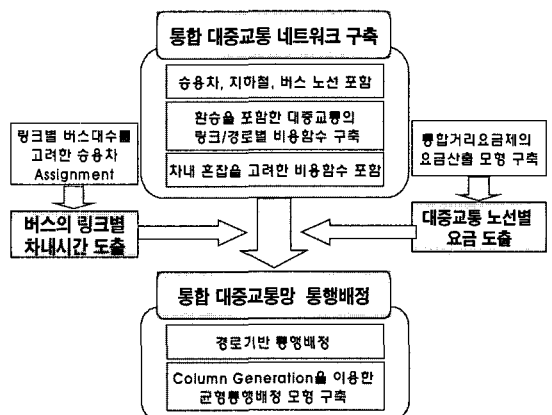 통합 대중교통 네트워크 구축
승용차, 지하철, 버스 노선 포함
환승을 포함한 대중교통의
링크/경로별 비용함수 구축
차내 혼잡을 고려한 비용함수 포함
링크별 버스대수를
고려한 승용차
Assignment
버스의 링크별
차내시간 도출
통합거리요금제의
요금산출 모형 구축
대중교통 노선별
요금 도출
통합 대중교통망 통행배정
경로기반 통행배정
Column Generation을 이용한
균형통행배정 모형 구축